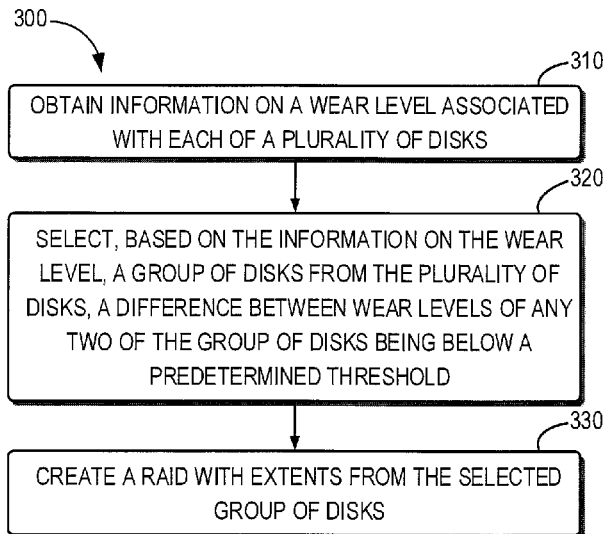 300
310
OBTAIN INFORMATION ON A WEAR LEVEL ASSOCIATED
WITH EACH OF A PLURALITY OF DISKS
320
SELECT, BASED ON THE INFORMATION ON THE WEAR
LEVEL, A GROUP OF DISKS FROM THE PLURALITY OF
DISKS, A DIFFERENCE BETWEEN WEAR LEVELS OF ANY
TWO OF THE GROUP OF DISKS BEING BELOW A
PREDETERMINED THRESHOLD
330
CREATE A RAID WITH EXTENTS FROM THE SELECTED
GROUP OF DISKS